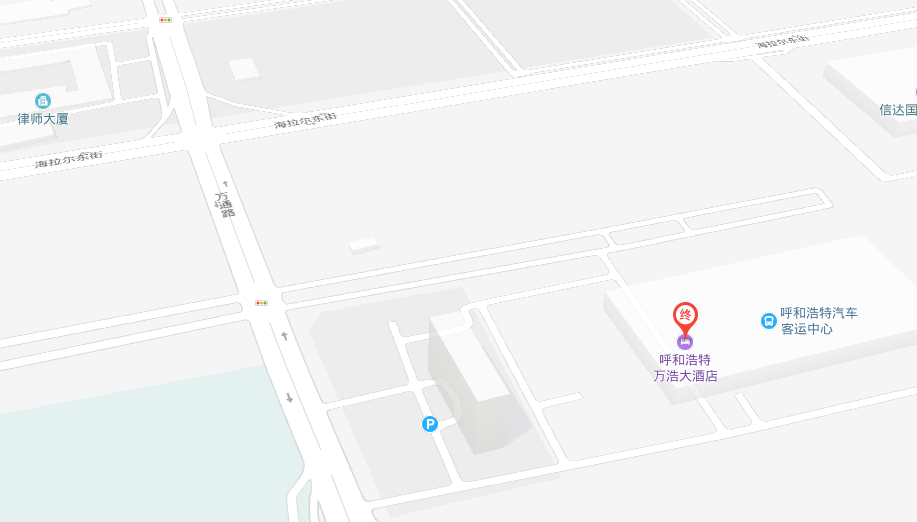 海拉尔东街
律师大厦
信达国
海拉尔东街
海拉尔东街
万通路
终
呼和浩特汽车
客运中心
呼和浩特
万浩大酒店
P